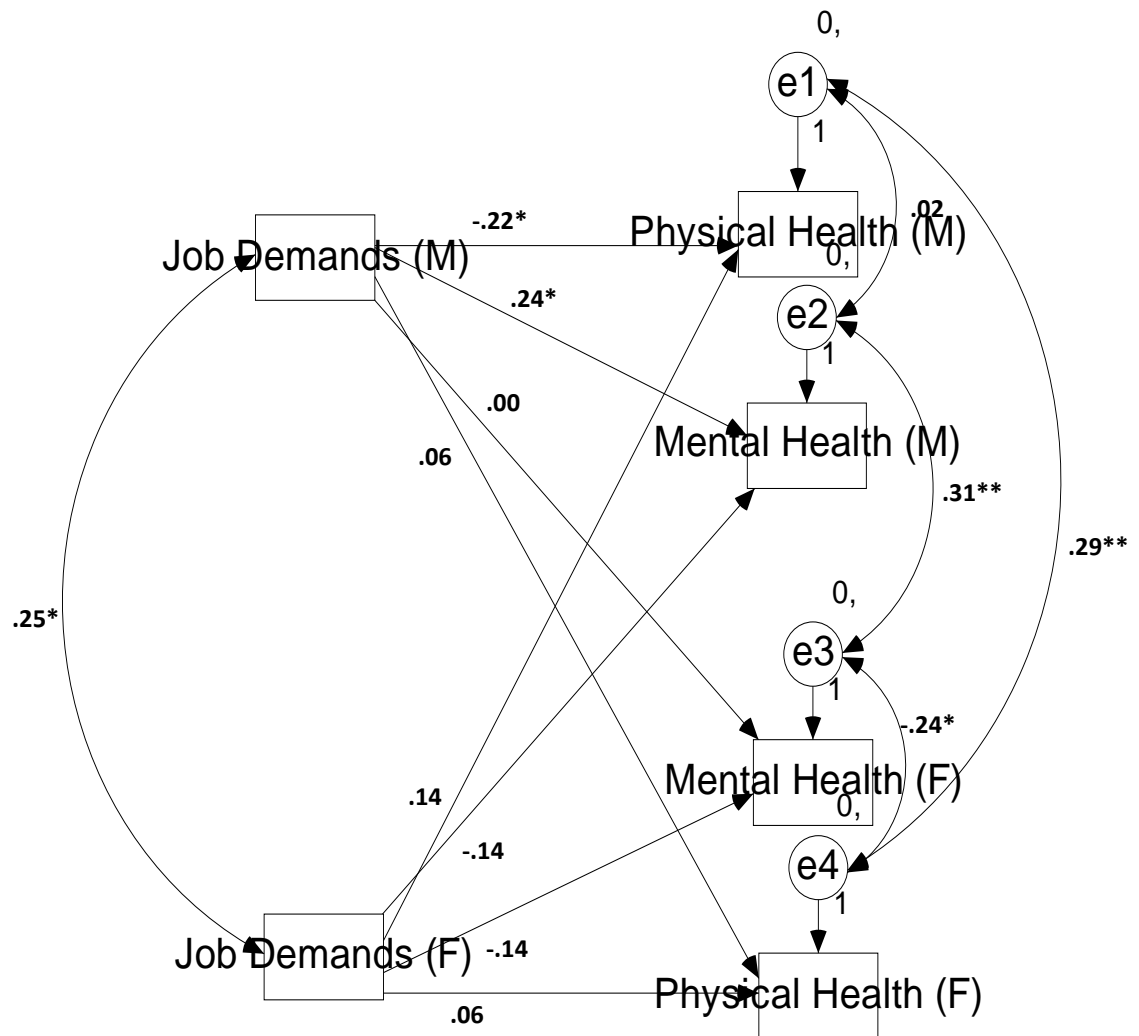 0,
e1
1
-.22*
Physical Health (M)
.02
Job Demands (M)
0,
.24*
e2
1
.00
Mental Health (M)
.06
.31**
.29**
0,
.25*
e3
1
-.24*
Mental Health (F)
.14
0,
-.14
e4
1
-.14
Job Demands (F)
Physical Health (F)
.06